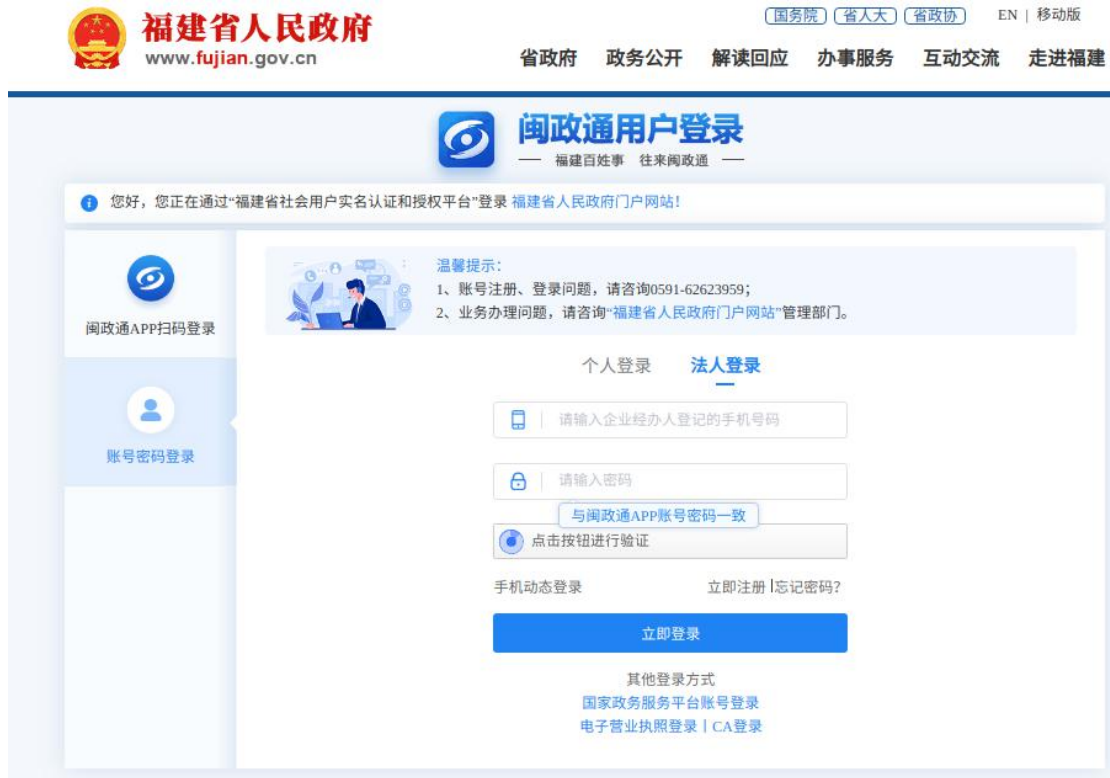 福建省人民政府
www.fujian.gov.cn
国务院 省人大 省政协 EN | 移动版
省政府 政务公开 解读回应 办事服务 互动交流 走进福建
闽政通用户登录
福建百姓事 往来闽政通
您好，您正在通过“福建省社会用户实名认证和授权平台”登录 福建省人民政府门户网站！
闽政通APP扫码登录
账号密码登录
温馨提示：
1、账号注册、登录问题，请咨询0591-62623959；
2、业务办理问题，请咨询“福建省人民政府门户网站”管理部门。
个人登录 法人登录
请输入企业经办人登记的手机号码
请输入密码
与闽政通APP账号密码一致
点击按钮进行验证
手机动态登录 立即注册 |忘记密码?
立即登录
其他登录方式
国家政务服务平台账号登录
电子营业执照登录 | CA登录